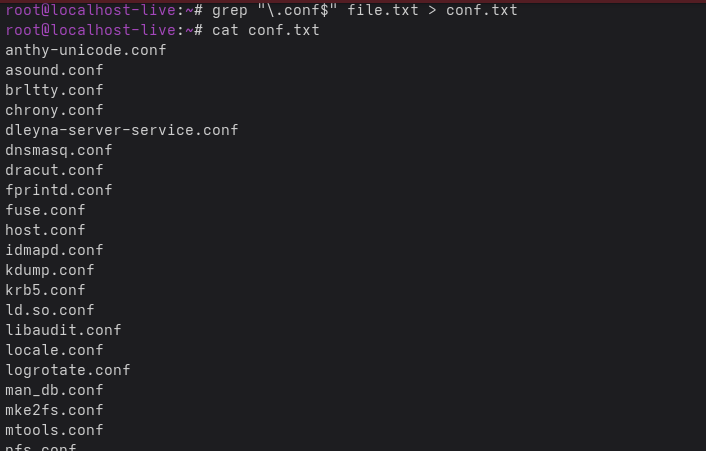 root@localhost-live:~# grep "\.conf$" file.txt > conf.txt
root@localhost-live:~# cat conf.txt
anthy-unicode.conf
asound.conf
brltty.conf
chrony.conf
dleyna-server-service.conf
dnsmasq.conf
dracut.conf
fprintd.conf
fuse.conf
host.conf
idmapd.conf
kdump.conf
krb5.conf
ld.so.conf
libaudit.conf
locale.conf
logrotate.conf
man_db.conf
mke2fs.conf
mtools.conf
nfs.conf